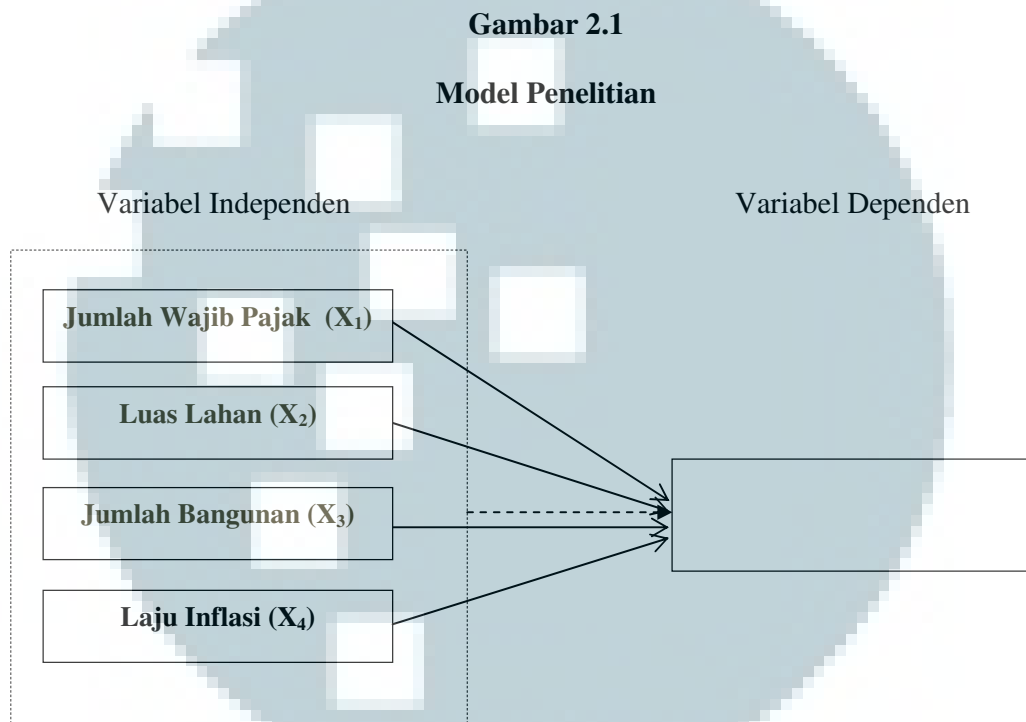 Gambar 2.1
Model Penelitian
Variabel Independen
Variabel Dependen
Jumlah Wajib Pajak (X₁)
Luas Lahan (X₂)
Jumlah Bangunan (X₃)
Laju Inflasi (X₄)